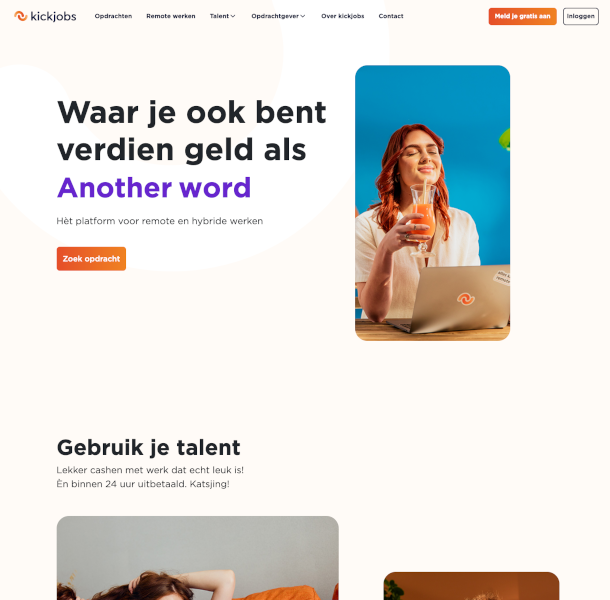 kickjobs
Opdrachten
Remote werken
Talent
Opdrachtgever
Over kickjobs
Contact
Meld je gratis aan
Inloggen
Waar je ook bent
verdien geld als
Another word
Hèt platform voor remote en hybride werken
Zoek opdracht
Gebruik je talent
Lekker cashen met werk dat echt leuk is!
Èn binnen 24 uur uitbetaald. Katsjing!